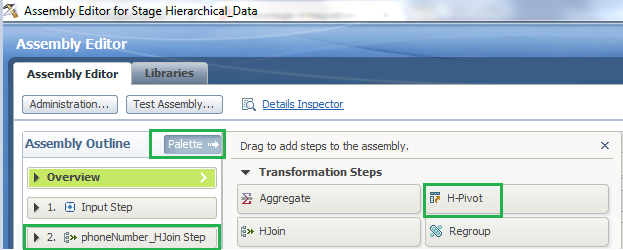 Assembly Editor for Stage Hierarchical_Data
Assembly Editor
Assembly Editor Libraries
Administration... Test Assembly... Details Inspector
Assembly Outline Palette
Drag to add steps to the assembly.
Overview
Transformation Steps
Aggregate H-Pivot
1. Input Step
HJoin Regroup
2. phoneNumber_HJoin Step